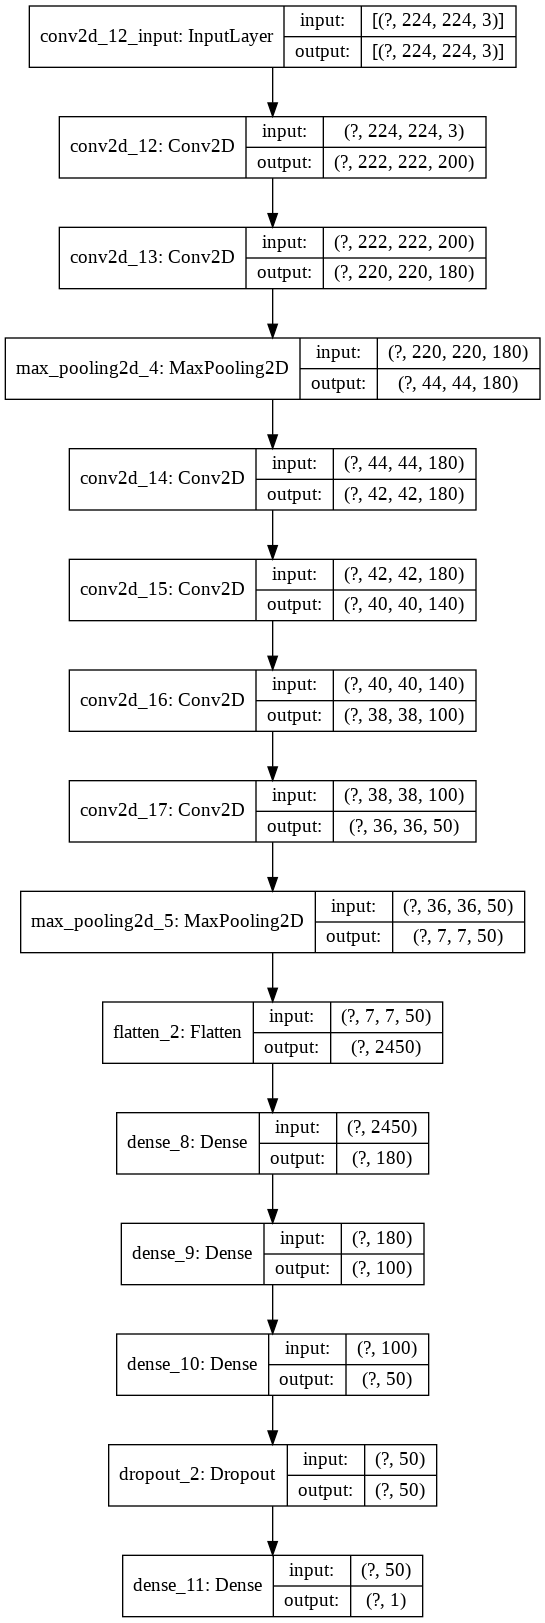 conv2d_12_input: InputLayer
input: [(?, 224, 224, 3)]
output: [(?, 224, 224, 3)]
conv2d_12: Conv2D
input: (?, 224, 224, 3)
output: (?, 222, 222, 200)
conv2d_13: Conv2D
input: (?, 222, 222, 200)
output: (?, 220, 220, 180)
max_pooling2d_4: MaxPooling2D
input: (?, 220, 220, 180)
output: (?, 44, 44, 180)
conv2d_14: Conv2D
input: (?, 44, 44, 180)
output: (?, 42, 42, 180)
conv2d_15: Conv2D
input: (?, 42, 42, 180)
output: (?, 40, 40, 140)
conv2d_16: Conv2D
input: (?, 40, 40, 140)
output: (?, 38, 38, 100)
conv2d_17: Conv2D
input: (?, 38, 38, 100)
output: (?, 36, 36, 50)
max_pooling2d_5: MaxPooling2D
input: (?, 36, 36, 50)
output: (?, 7, 7, 50)
flatten_2: Flatten
input: (?, 7, 7, 50)
output: (?, 2450)
dense_8: Dense
input: (?, 2450)
output: (?, 180)
dense_9: Dense
input: (?, 180)
output: (?, 100)
dense_10: Dense
input: (?, 100)
output: (?, 50)
dropout_2: Dropout
input: (?, 50)
output: (?, 50)
dense_11: Dense
input: (?, 50)
output: (?, 1)